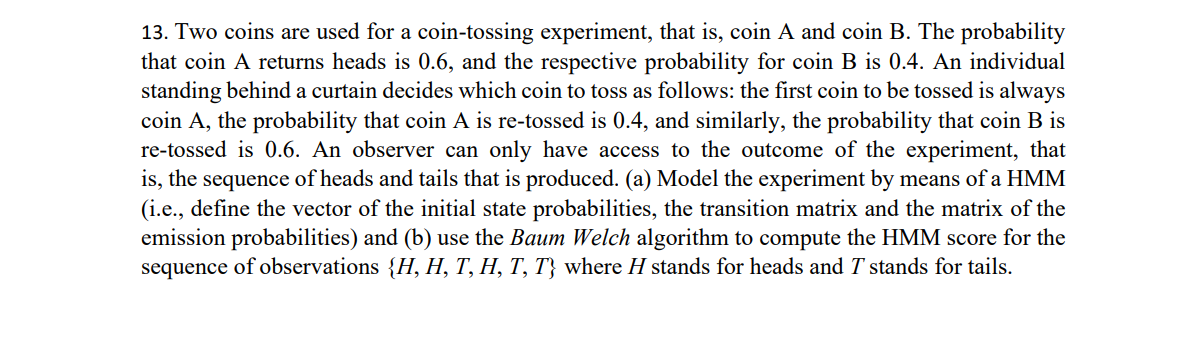 13. Two coins are used for a coin-tossing experiment, that is, coin A and coin B. The probability
that coin A returns heads is 0.6, and the respective probability for coin B is 0.4. An individual
standing behind a curtain decides which coin to toss as follows: the first coin to be tossed is always
coin A, the probability that coin A is re-tossed is 0.4, and similarly, the probability that coin B is
re-tossed is 0.6. An observer can only have access to the outcome of the experiment, that
is, the sequence of heads and tails that is produced. (a) Model the experiment by means of a HMM
(i.e., define the vector of the initial state probabilities, the transition matrix and the matrix of the
emission probabilities) and (b) use the Baum Welch algorithm to compute the HMM score for the
sequence of observations {H, H, T, H, T, T} where H stands for heads and T stands for tails.